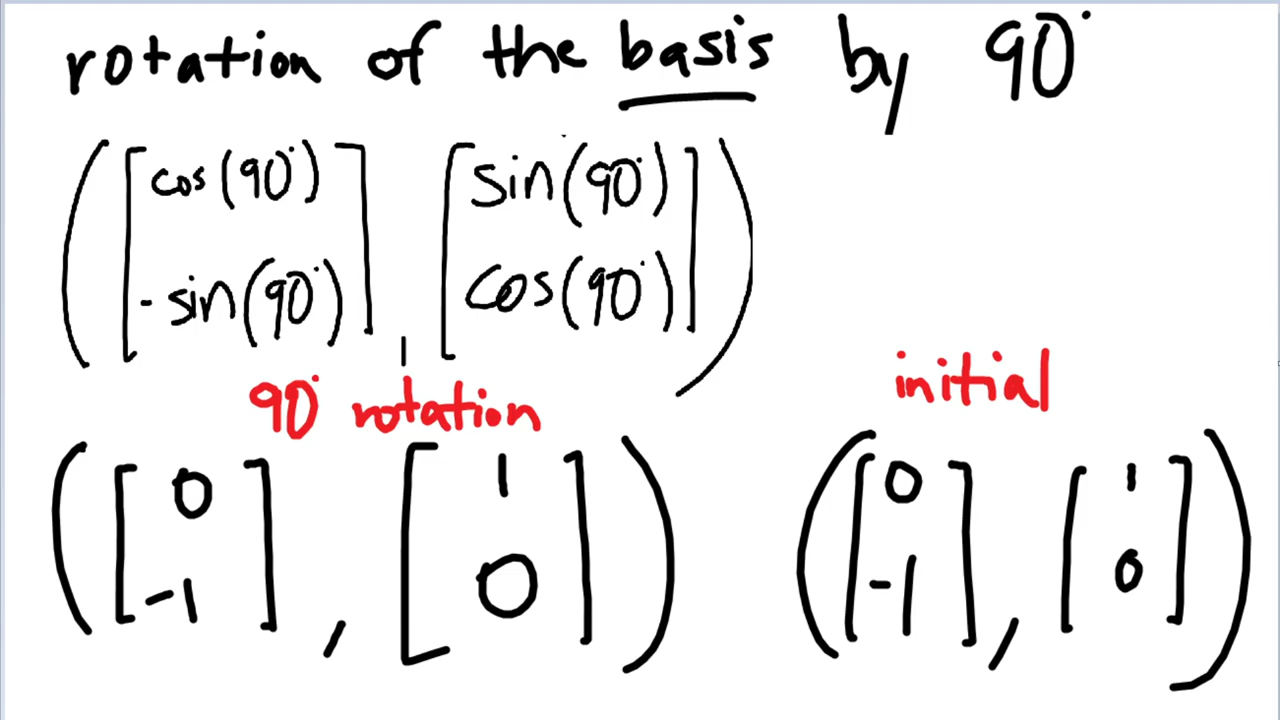 rotation of the basis by 90°
( [ cos(90°) ] [ sin(90°) ] )
( [ -sin(90°) ] , [ cos(90°) ] )
90° rotation initial
( [ 0 ] [ 1 ] ) ( [ 0 ] [ 1 ] )
( [ -1 ] , [ 0 ] ) ( [ -1 ] , [ 0 ] )